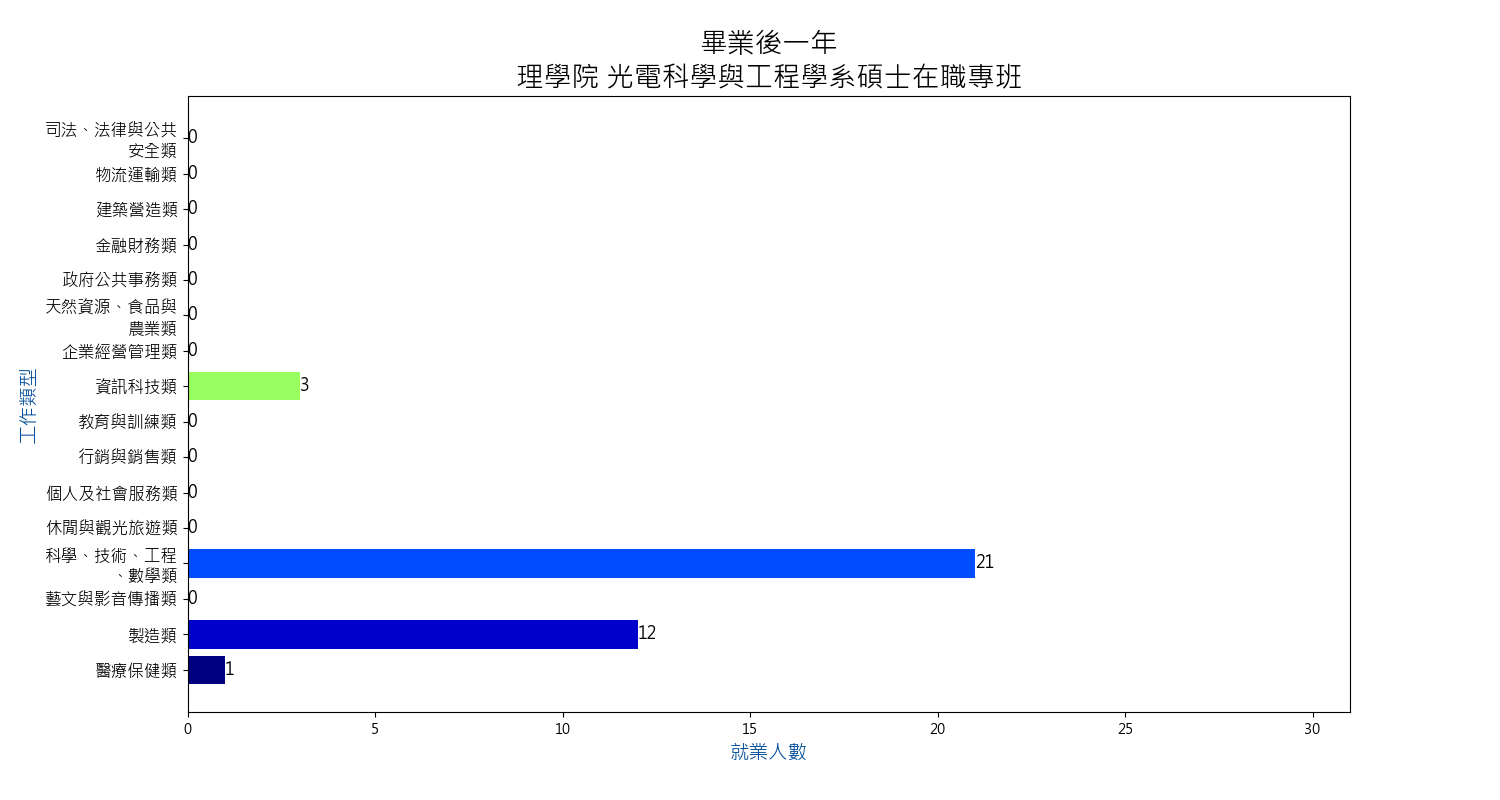 畢業後一年
理學院 光電科學與工程學系碩士在職專班
司法、法律與公共
安全類
0
物流運輸類
0
建築營造類
0
金融財務類
0
政府公共事務類
0
天然資源、食品與
農業類
0
企業經營管理類
0
資訊科技類
3
教育與訓練類
0
行銷與銷售類
0
個人及社會服務類
0
休閒與觀光旅遊類
0
科學、技術、工程
、數學類
21
藝文與影音傳播類
0
製造類
12
醫療保健類
1
工作類型
0 5 10 15 20 25 30
就業人數